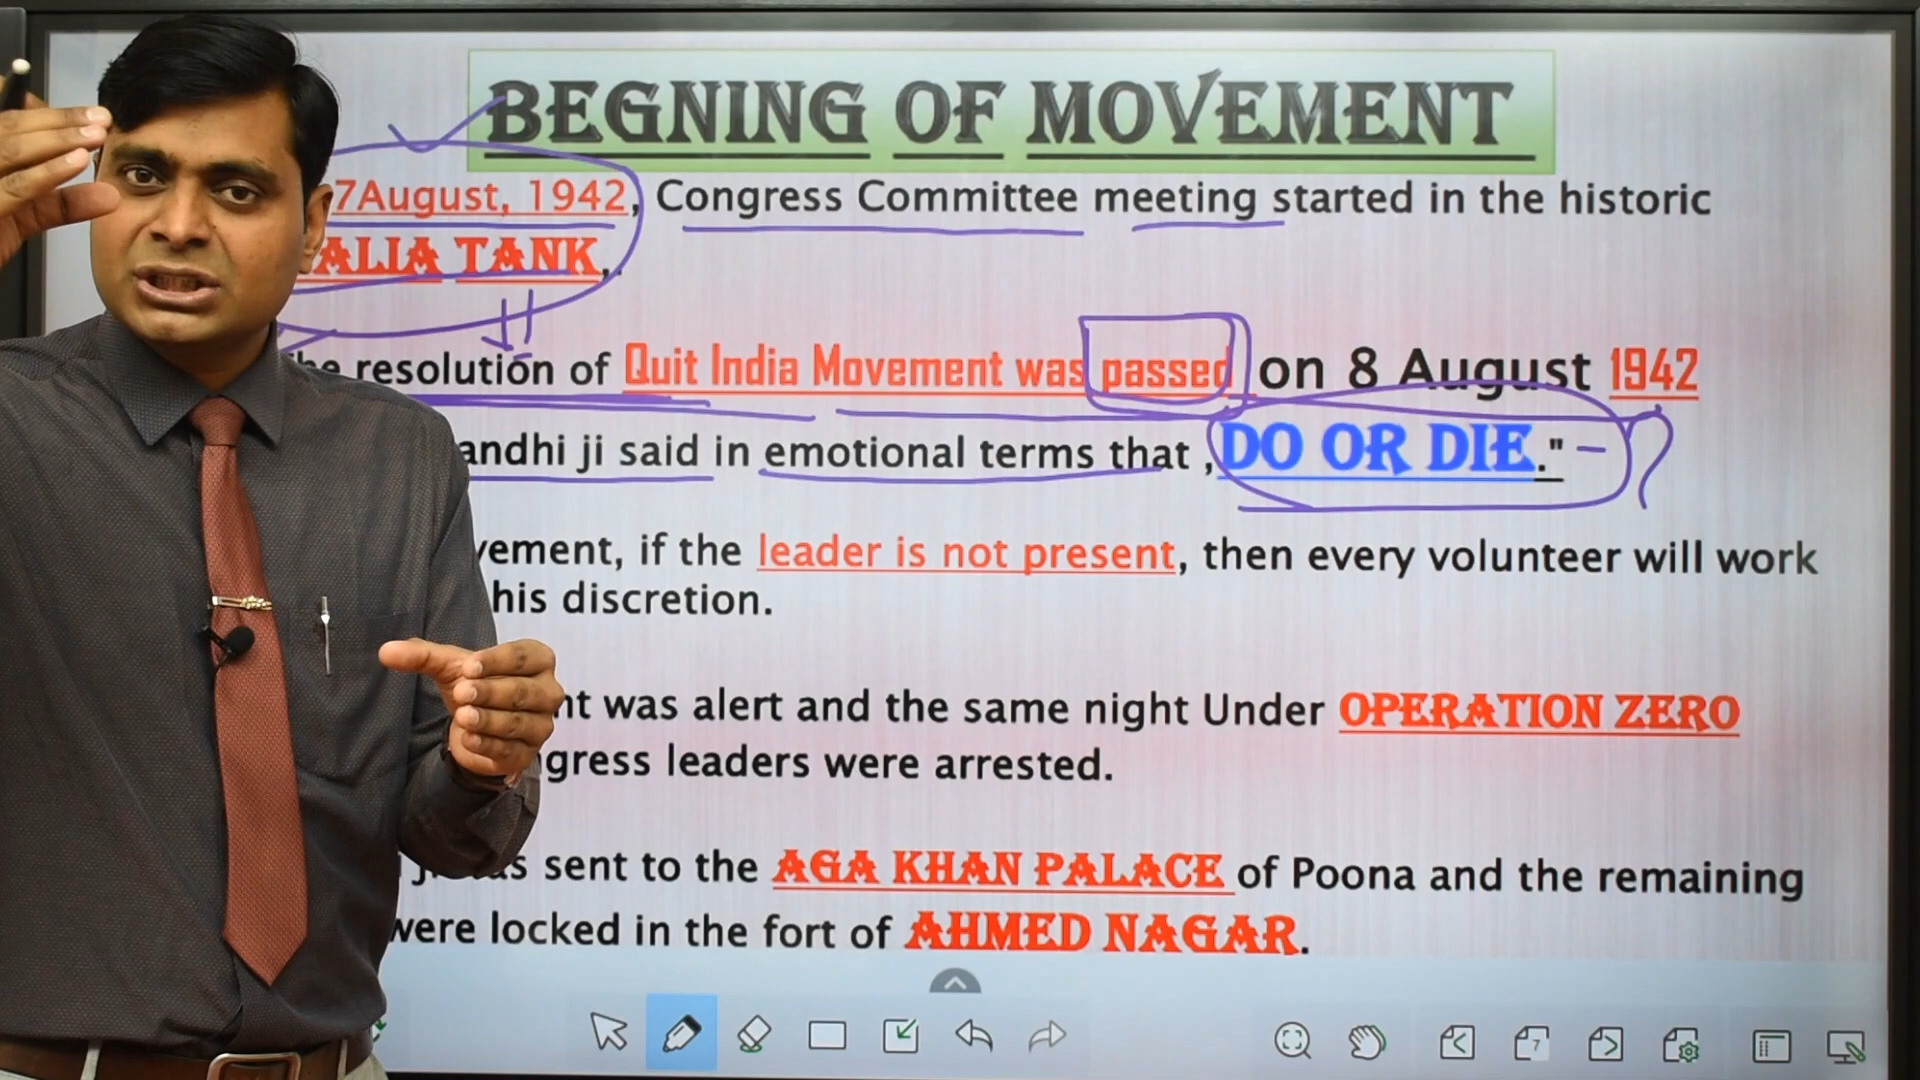 BEGNING OF MOVEMENT
7August, 1942, Congress Committee meeting started in the historic
ALIA TANK,.
he resolution of Quit India Movement was passed on 8 August 1942
andhi ji said in emotional terms that ,DO OR DIE." -
vement, if the leader is not present, then every volunteer will work
his discretion.
nt was alert and the same night Under OPERATION ZERO
gress leaders were arrested.
sent to the AGA KHAN PALACE of Poona and the remaining
were locked in the fort of AHMED NAGAR.
7